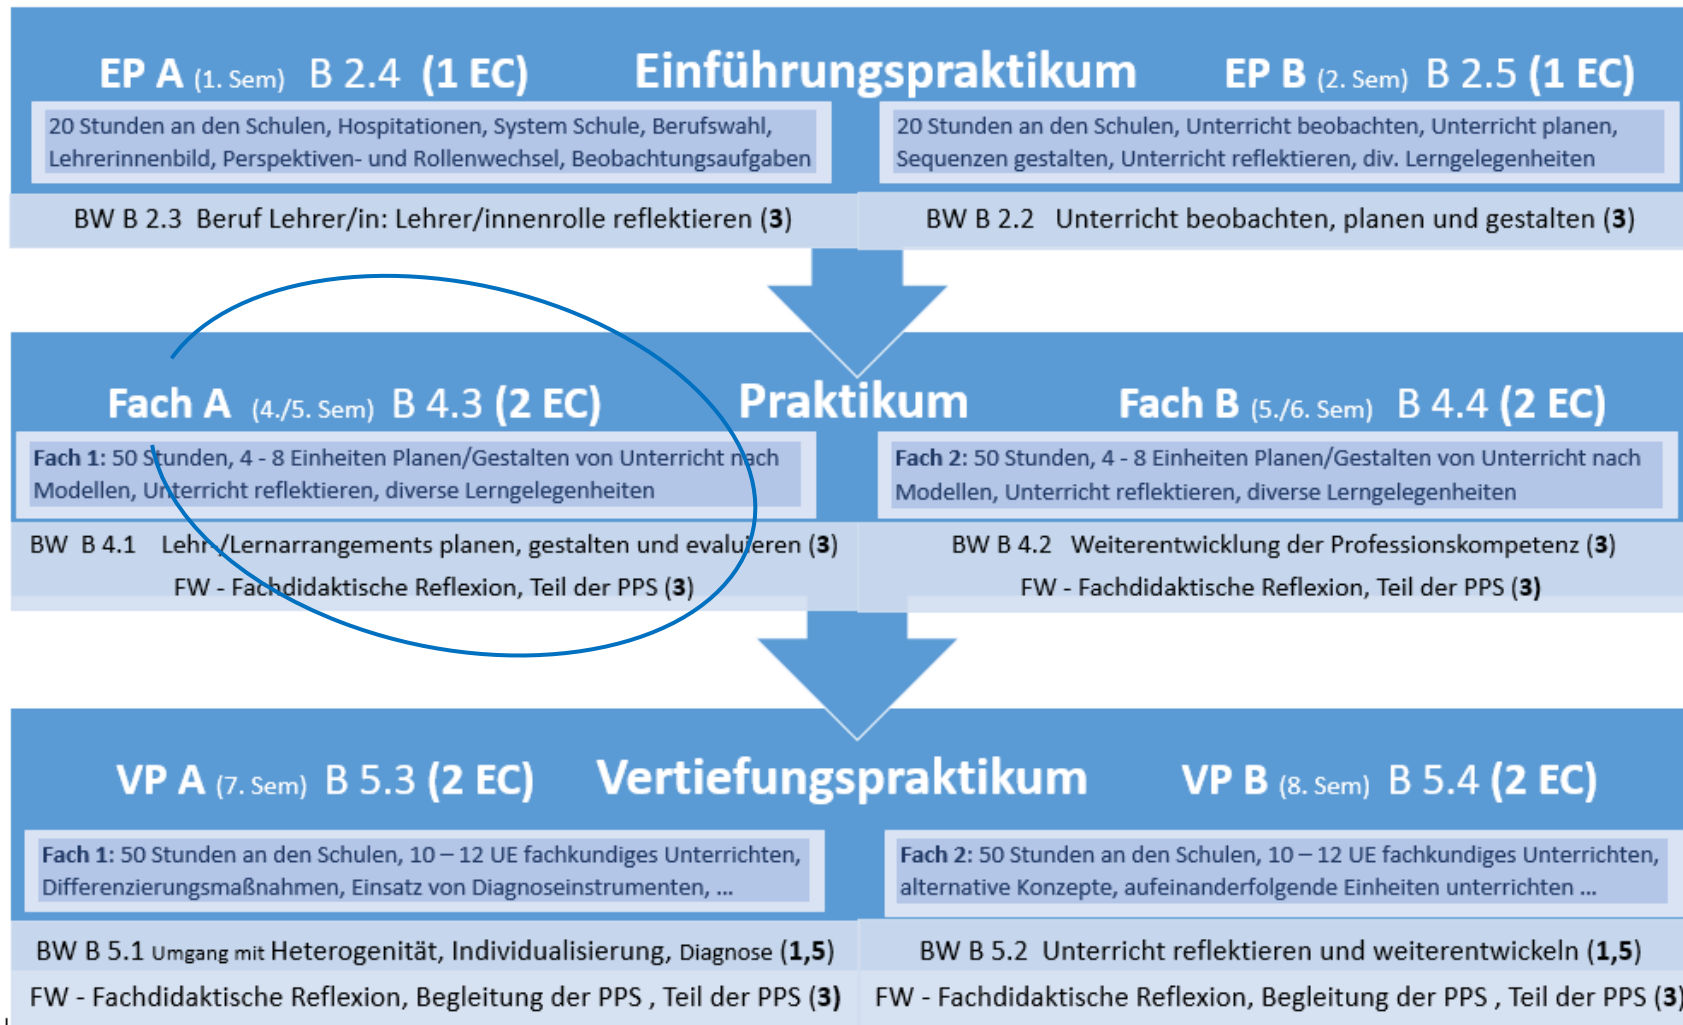 EP A (1. Sem) B 2.4 (1 EC) Einführungspraktikum EP B (2. Sem) B 2.5 (1 EC)
20 Stunden an den Schulen, Hospitationen, System Schule, Berufswahl,
Lehrerinnenbild, Perspektiven- und Rollenwechsel, Beobachtungsaufgaben
20 Stunden an den Schulen, Unterricht beobachten, Unterricht planen,
Sequenzen gestalten, Unterricht reflektieren, div. Lerngelegenheiten
BW B 2.3 Beruf Lehrer/in: Lehrer/innenrolle reflektieren (3)
BW B 2.2 Unterricht beobachten, planen und gestalten (3)
Fach A (4./5. Sem) B 4.3 (2 EC) Praktikum Fach B (5./6. Sem) B 4.4 (2 EC)
Fach 1: 50 Stunden, 4 - 8 Einheiten Planen/Gestalten von Unterricht nach
Modellen, Unterricht reflektieren, diverse Lerngelegenheiten
Fach 2: 50 Stunden, 4 - 8 Einheiten Planen/Gestalten von Unterricht nach
Modellen, Unterricht reflektieren, diverse Lerngelegenheiten
BW B 4.1 Lehr-/Lernarrangements planen, gestalten und evaluieren (3)
FW - Fachdidaktische Reflexion, Teil der PPS (3)
BW B 4.2 Weiterentwicklung der Professionskompetenz (3)
FW - Fachdidaktische Reflexion, Teil der PPS (3)
VP A (7. Sem) B 5.3 (2 EC) Vertiefungspraktikum VP B (8. Sem) B 5.4 (2 EC)
Fach 1: 50 Stunden an den Schulen, 10 – 12 UE fachkundiges Unterrichten,
Differenzierungsmaßnahmen, Einsatz von Diagnoseinstrumenten, ...
Fach 2: 50 Stunden an den Schulen, 10 – 12 UE fachkundiges Unterrichten,
alternative Konzepte, aufeinanderfolgende Einheiten unterrichten ...
BW B 5.1 Umgang mit Heterogenität, Individualisierung, Diagnose (1,5)
FW - Fachdidaktische Reflexion, Begleitung der PPS , Teil der PPS (3)
BW B 5.2 Unterricht reflektieren und weiterentwickeln (1,5)
FW - Fachdidaktische Reflexion, Begleitung der PPS , Teil der PPS (3)